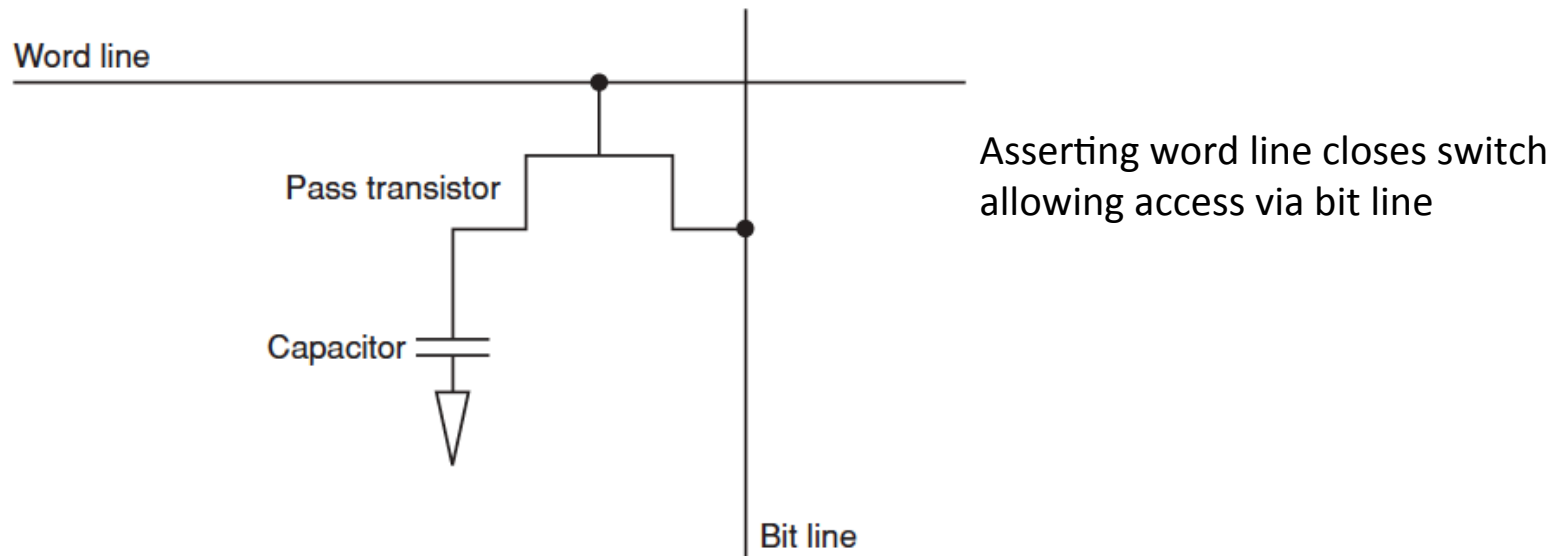 Word line
Asserting word line closes switch
allowing access via bit line
Pass transistor
Capacitor
Bit line